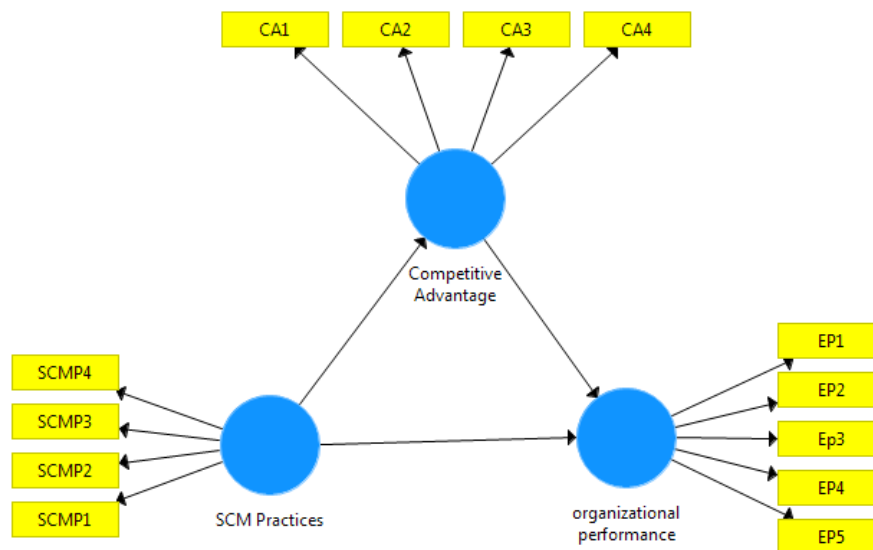 CA1
CA2
CA3
CA4
Competitive
Advantage
SCMP4
SCMP3
SCMP2
SCMP1
SCM Practices
EP1
EP2
Ep3
EP4
EP5
organizational
performance